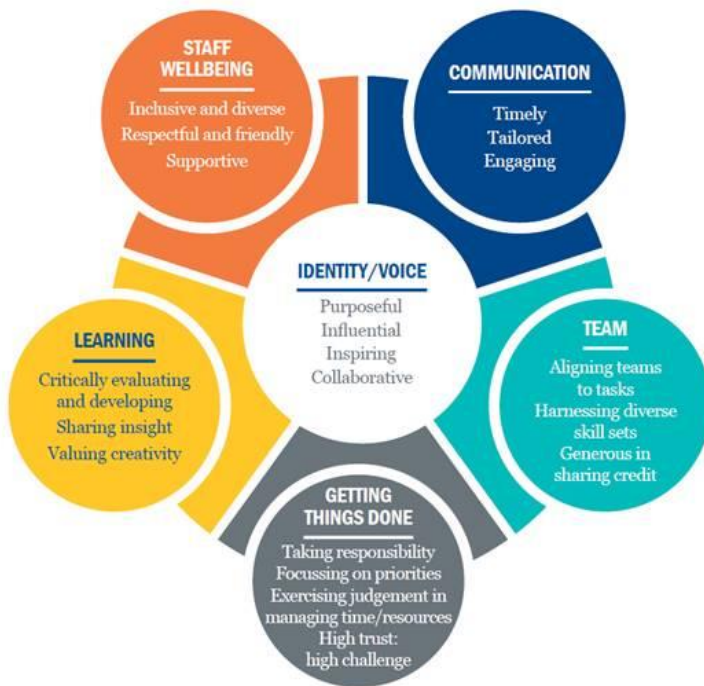 STAFF
WELLBEING
Inclusive and diverse
Respectful and friendly
Supportive
COMMUNICATION
Timely
Tailored
Engaging
IDENTITY/VOICE
Purposeful
Influential
Inspiring
Collaborative
LEARNING
Critically evaluating
and developing
Sharing insight
Valuing creativity
TEAM
Aligning teams
to tasks
Harnessing diverse
skill sets
Generous in
sharing credit
GETTING
THINGS DONE
Taking responsibility
Focussing on priorities
Exercising judgement in
managing time/resources
High trust:
high challenge